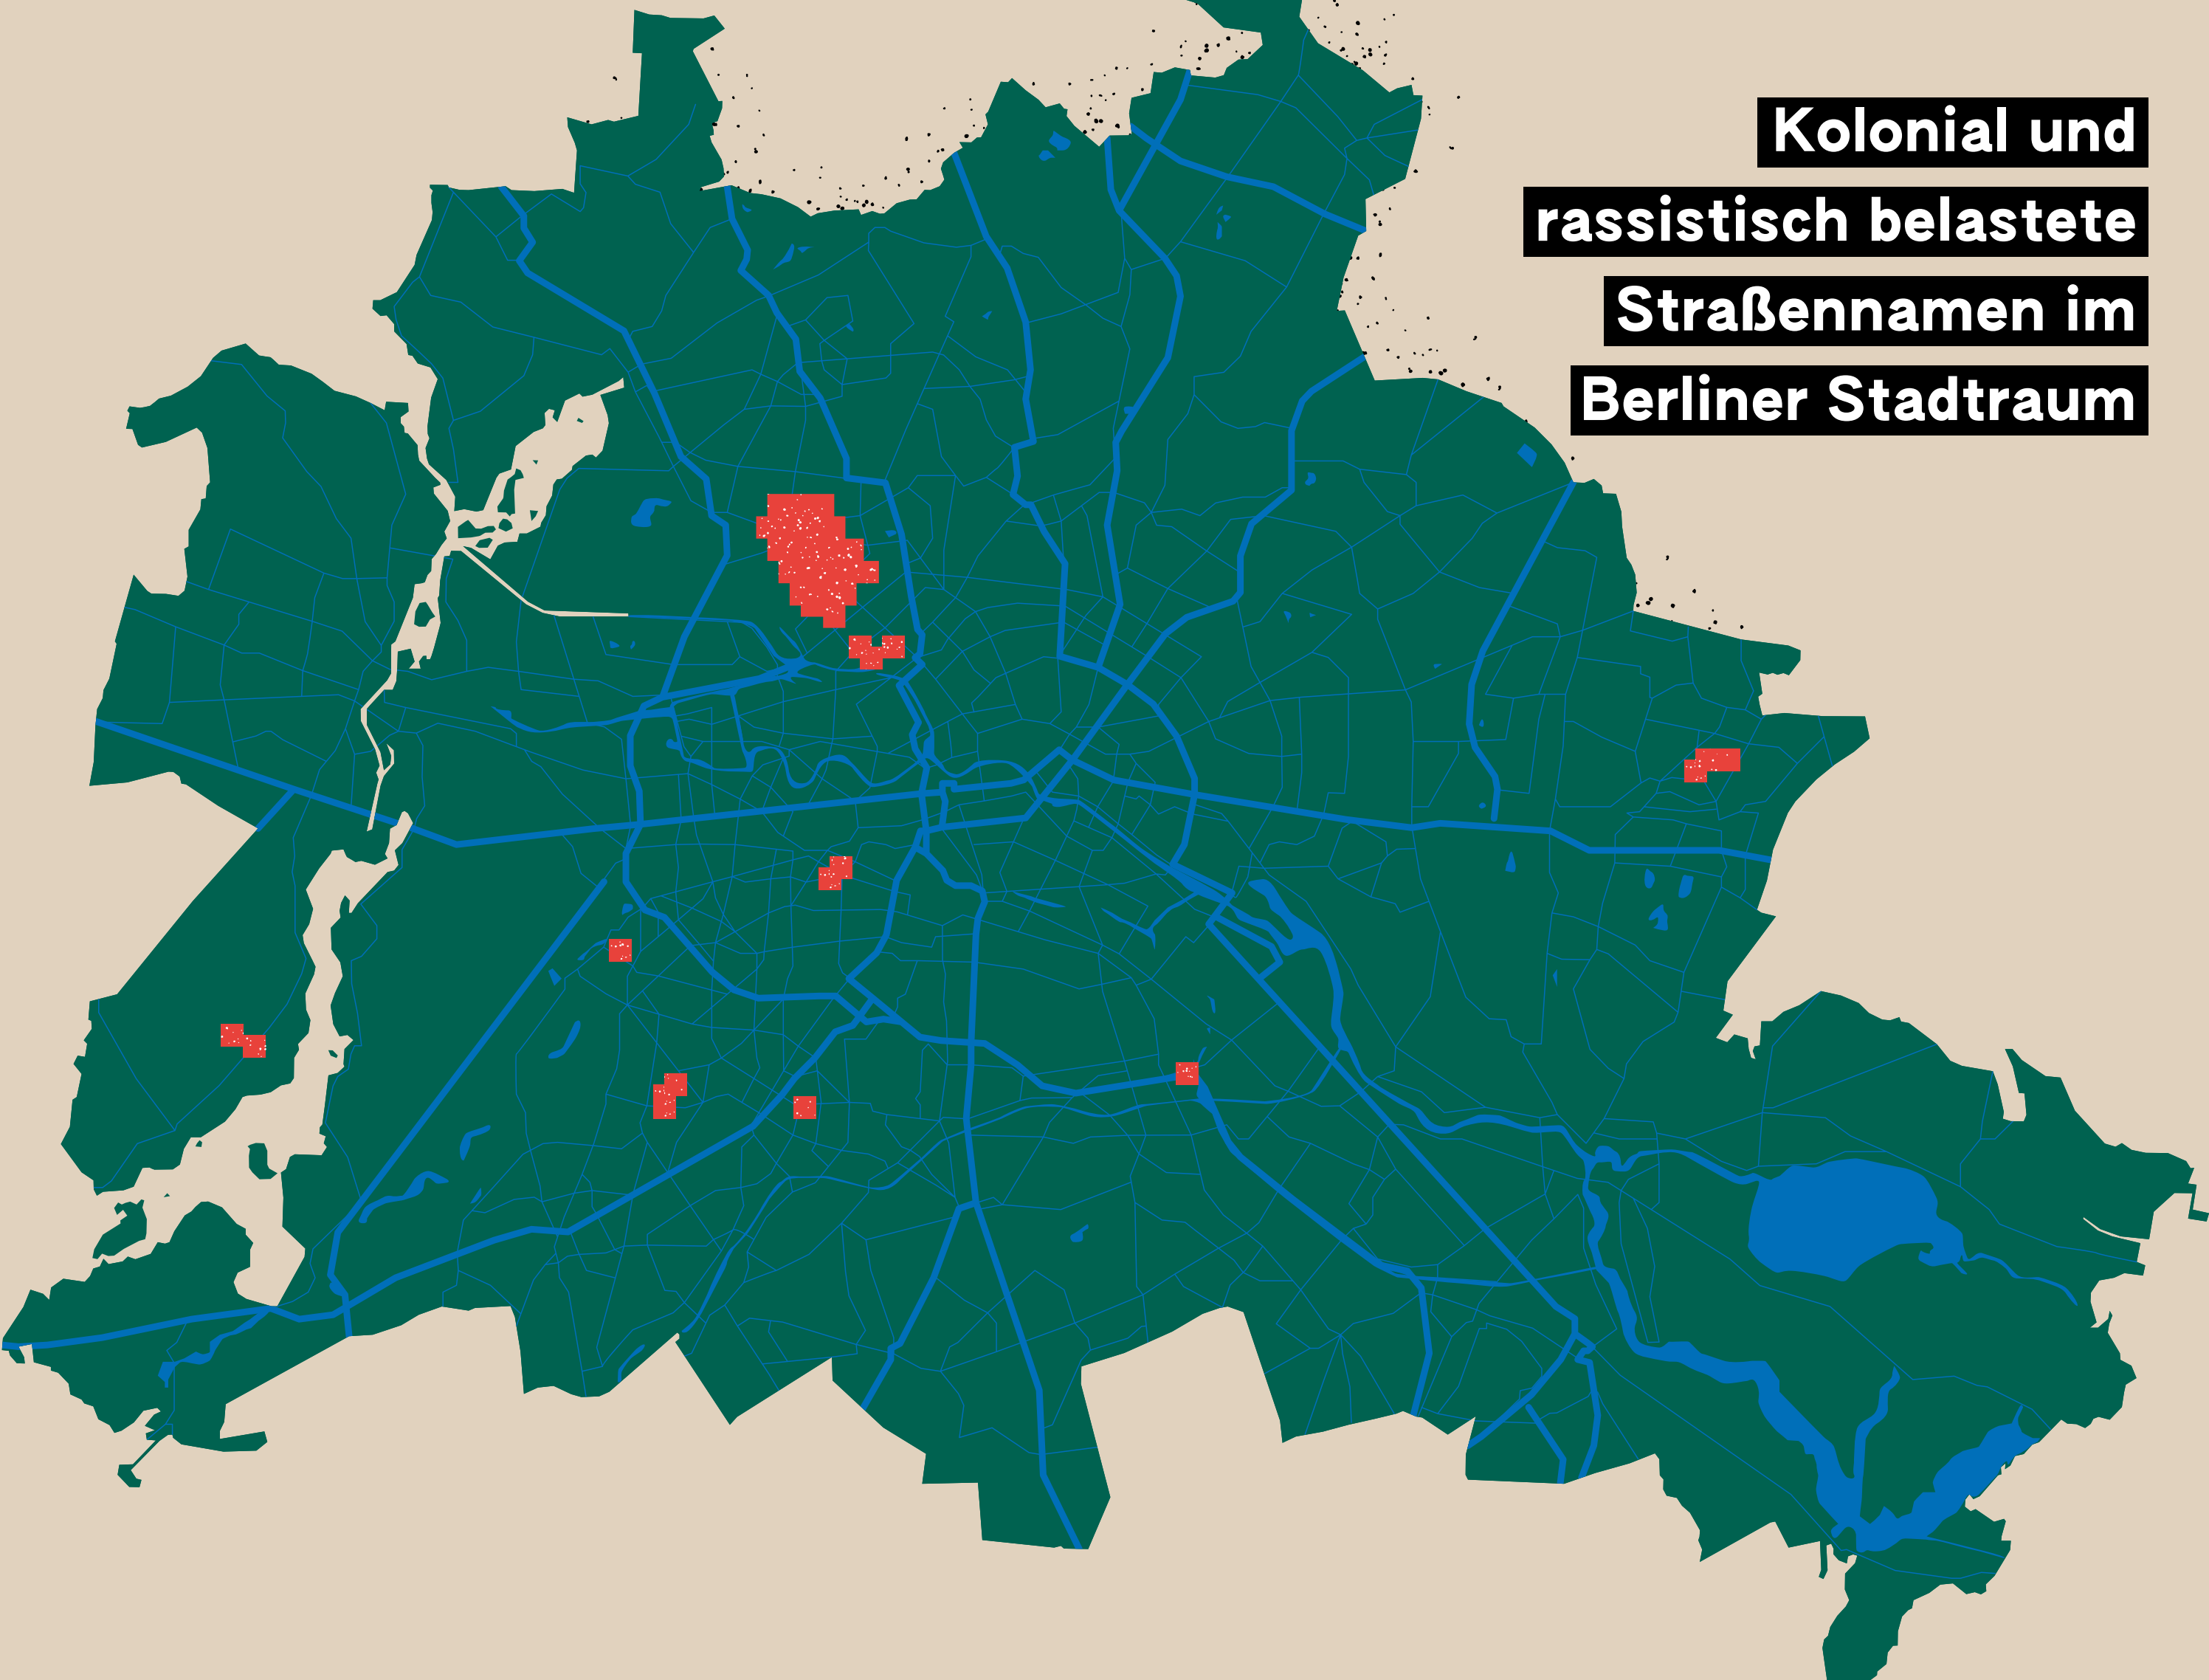 Kolonial und
rassistisch belastete
Straßennamen im
Berliner Stadtraum